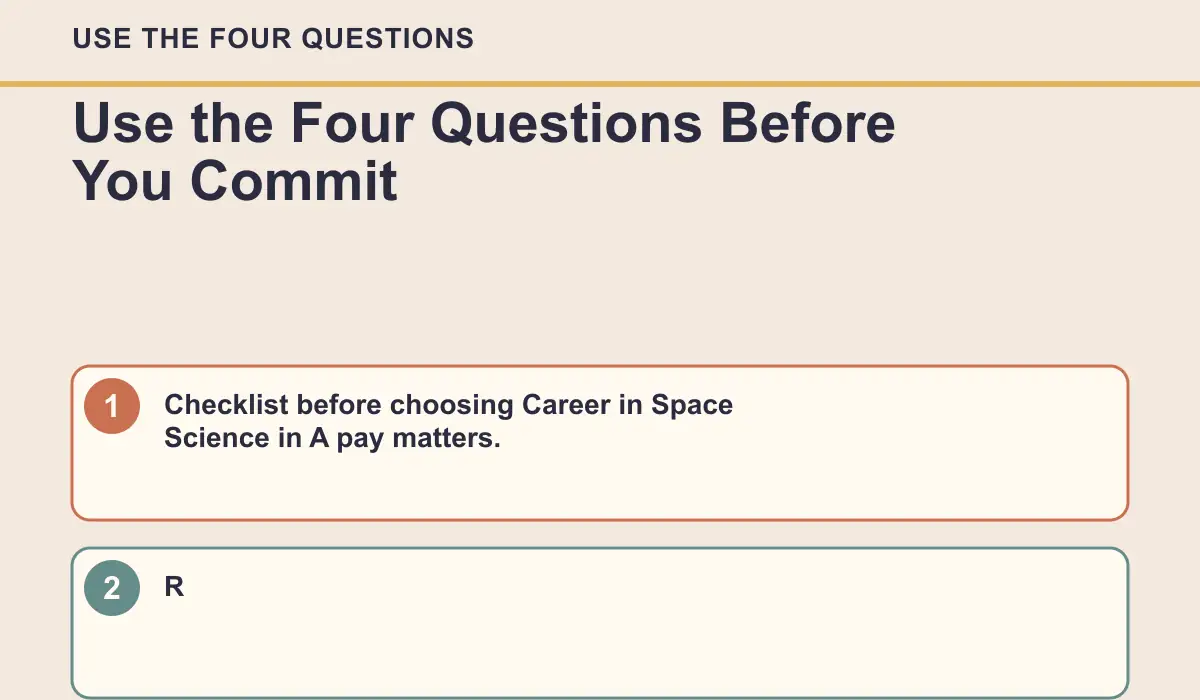 USE THE FOUR QUESTIONS
Use the Four Questions Before
You Commit
1
Checklist before choosing Career in Space
Science in A pay matters.
2
R